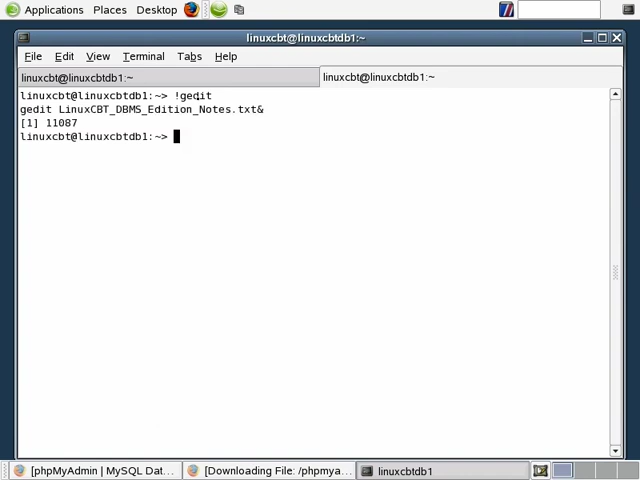 Applications Places Desktop
linuxcbt@linuxcbtdb1:~
File Edit View Terminal Tabs Help
linuxcbt@linuxcbtdb1:~ linuxcbt@linuxcbtdb1:~
linuxcbt@linuxcbtdb1:~> !gedit
gedit LinuxCBT_DBMS_Edition_Notes.txt&
[1] 11087
linuxcbt@linuxcbtdb1:~>
[phpMyAdmin | MySQL Dat... [Downloading File: /phpmya... linuxcbtdb1